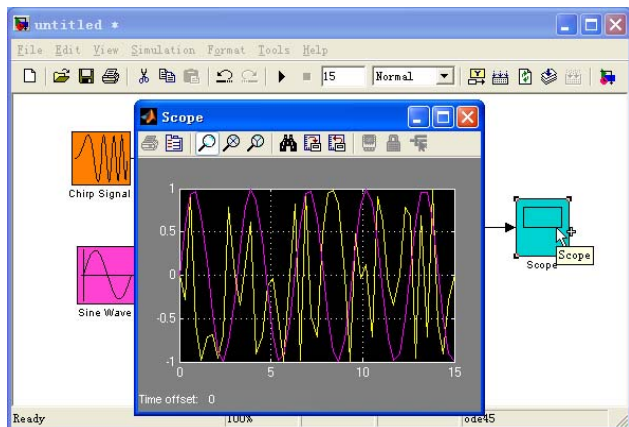 untitled *
File Edit View Simulation Format Tools Help
15 Normal
Scope
Chirp Signal
Sine Wave
1
0.5
0
-0.5
-1
0 5 10 15
Time offset: 0
Scope
Scope
Ready 100% ode45